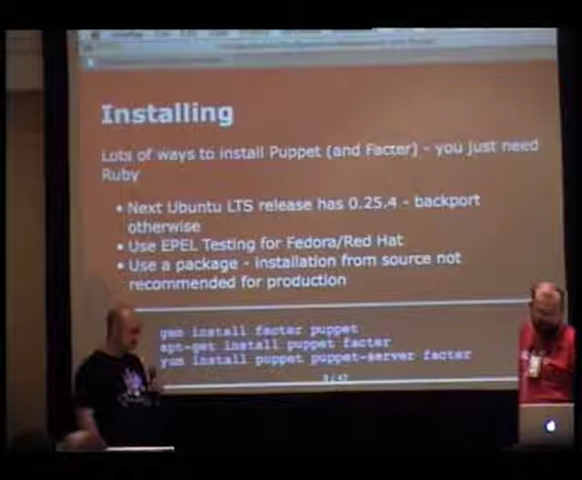 Installing
Lots of ways to install Puppet (and Facter) - you just need
Ruby
• Next Ubuntu LTS release has 0.25.4 - backport
otherwise
• Use EPEL Testing for Fedora/Red Hat
• Use a package - installation from source not
recommended for production
gem install facter puppet
apt-get install puppet facter
yum install puppet puppet-server facter